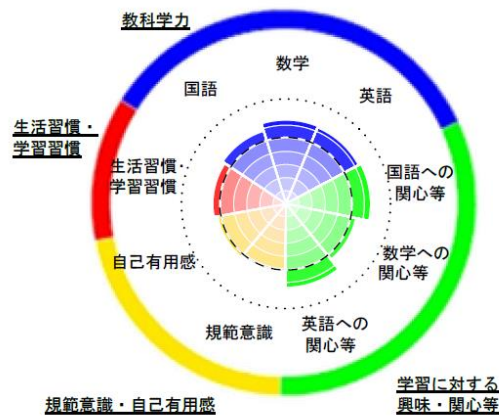 教科学力
数学
国語
英語
生活習慣・
学習習慣
生活習慣・
学習習慣
国語への
関心等
自己有用感
数学への
関心等
規範意識
英語への
関心等
学習に対する
興味・関心等
規範意識・自己有用感